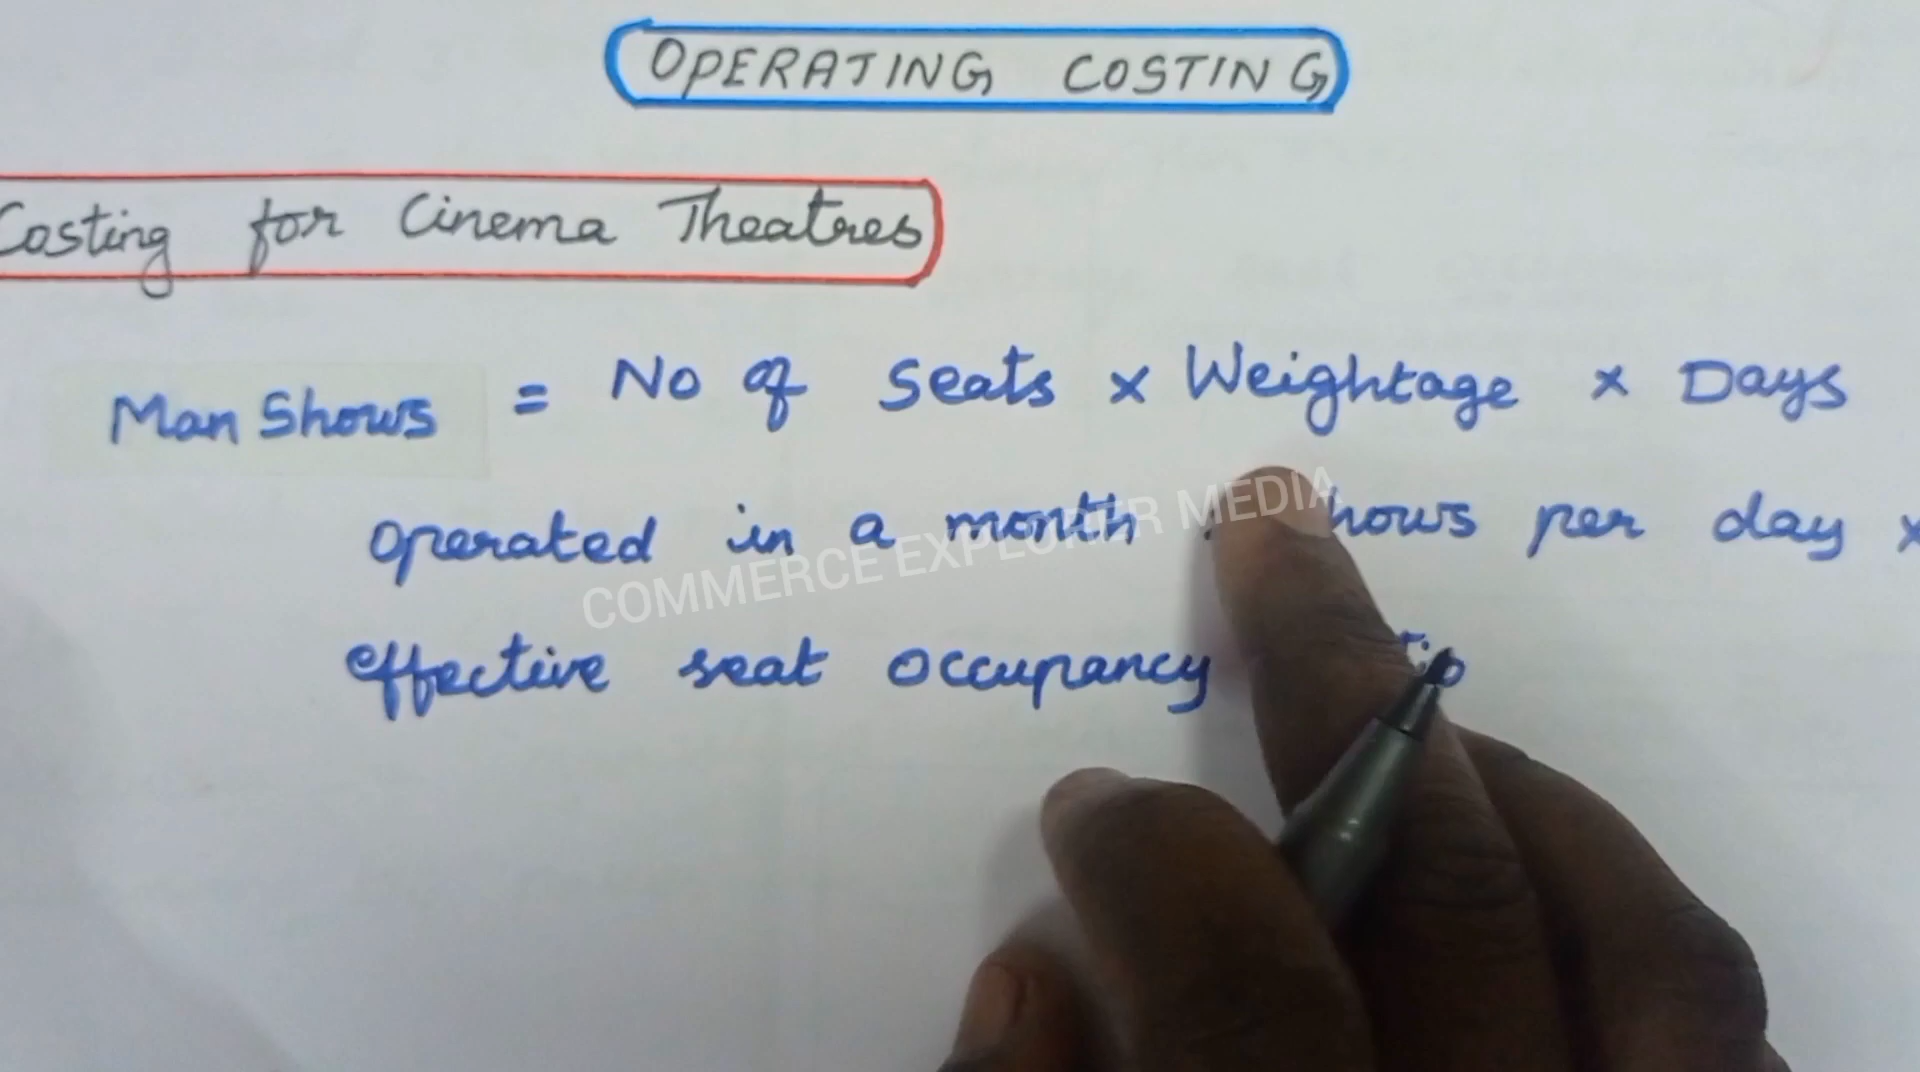 OPERATING COSTING
Costing for Cinema Theatres
Man Shows = No of Seats x Weightage x Days
operated in a month hows per day x
effective seat occupancy
COMMERCE EXPLORER MEDIA